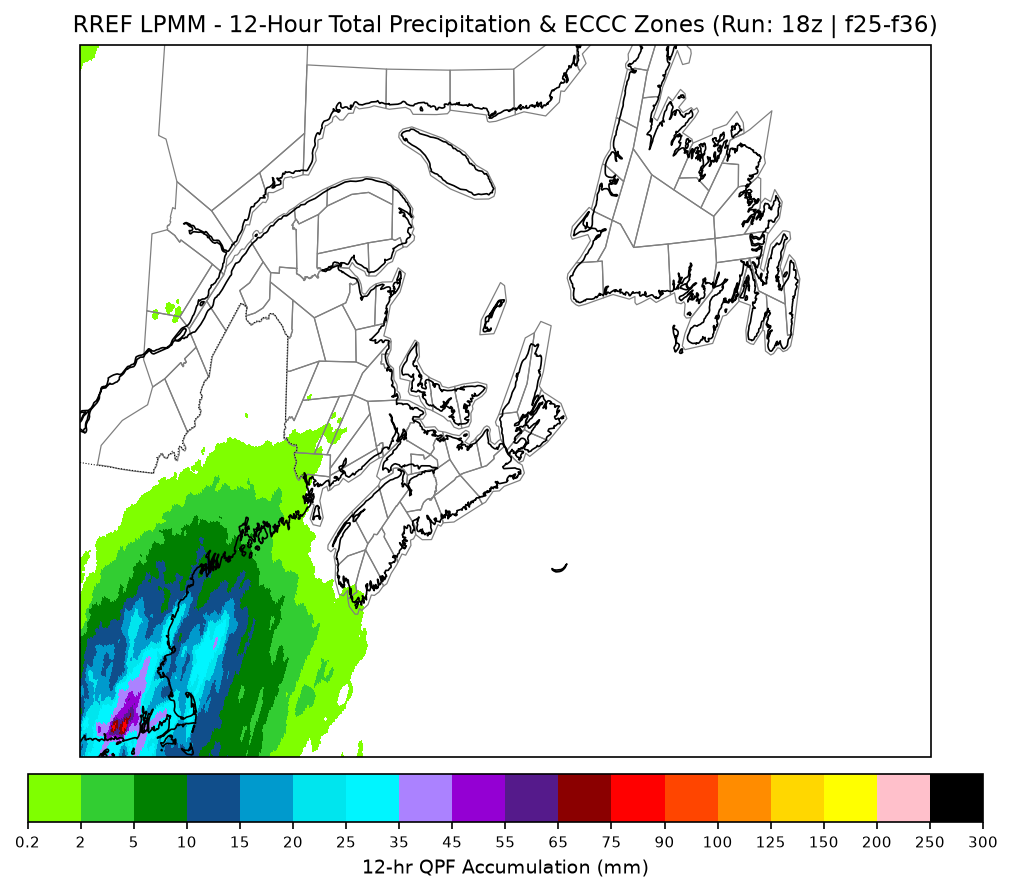 RREF LPMM - 12-Hour Total Precipitation & ECCC Zones (Run: 18z | f25-f36)
0.2 2 5 10 15 20 25 35 45 55 65 75 90 100 125 150 200 250 300
12-hr QPF Accumulation (mm)